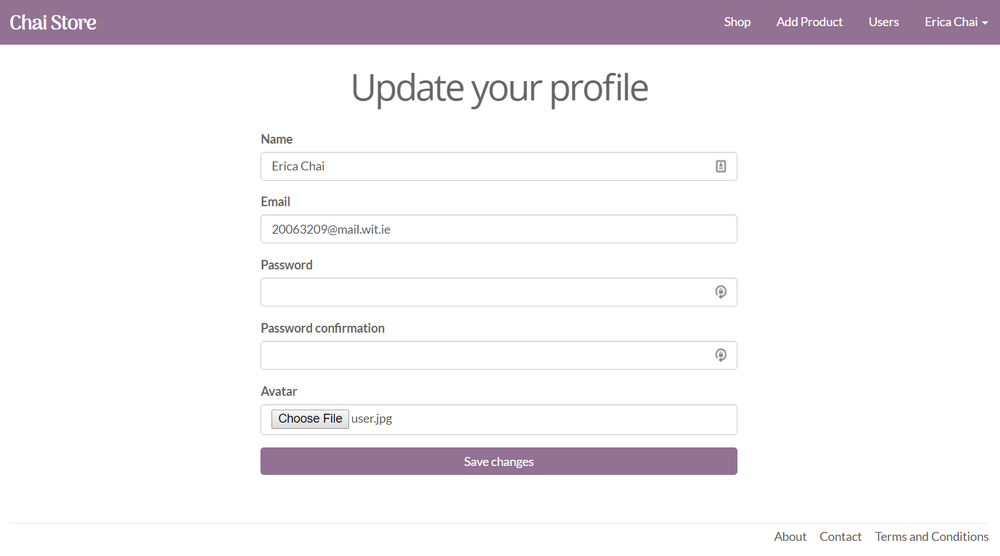 Chai Store
Shop Add Product Users Erica Chai
Update your profile
Name
Erica Chai
Email
20063209@mail.wit.ie
Password
Password confirmation
Avatar
Choose File user.jpg
Save changes
About Contact Terms and Conditions